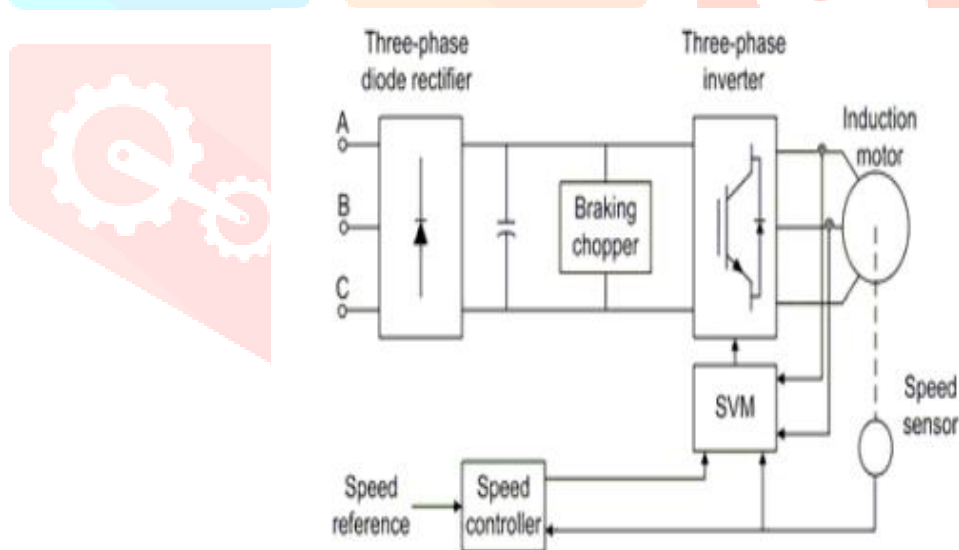 Three-phase
diode rectifier
Three-phase
inverter
A
B
C
Braking
chopper
Induction
motor
SVM
Speed
sensor
Speed
reference
Speed
controller